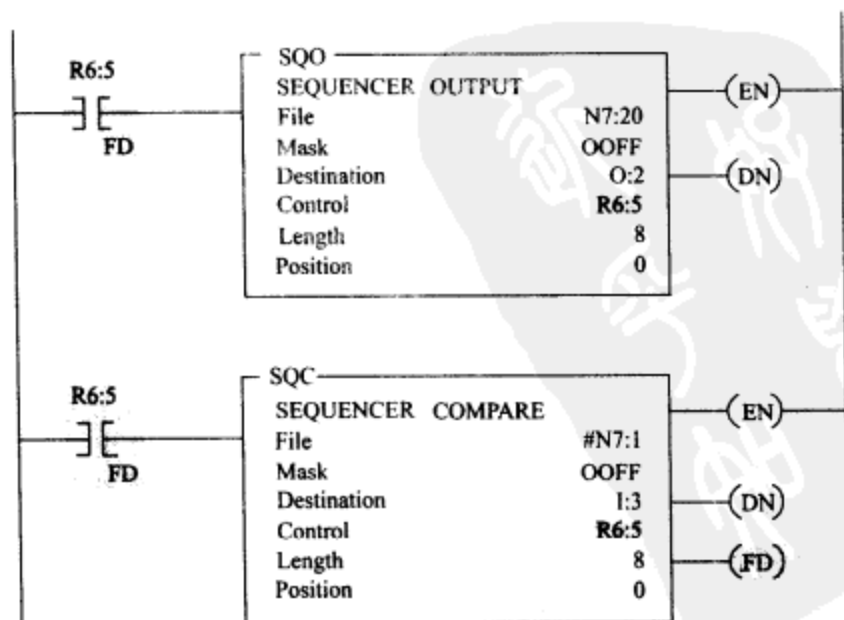 SQO
R6:5
SEQUENCER OUTPUT
(EN)
File N7:20
FD
Mask OOFF
Destination O:2
(DN)
Control R6:5
Length 8
Position 0
SQC
R6:5
SEQUENCER COMPARE
(EN)
File #N7:1
FD
Mask OOFF
Destination I:3
(DN)
Control R6:5
Length 8
(FD)
Position 0